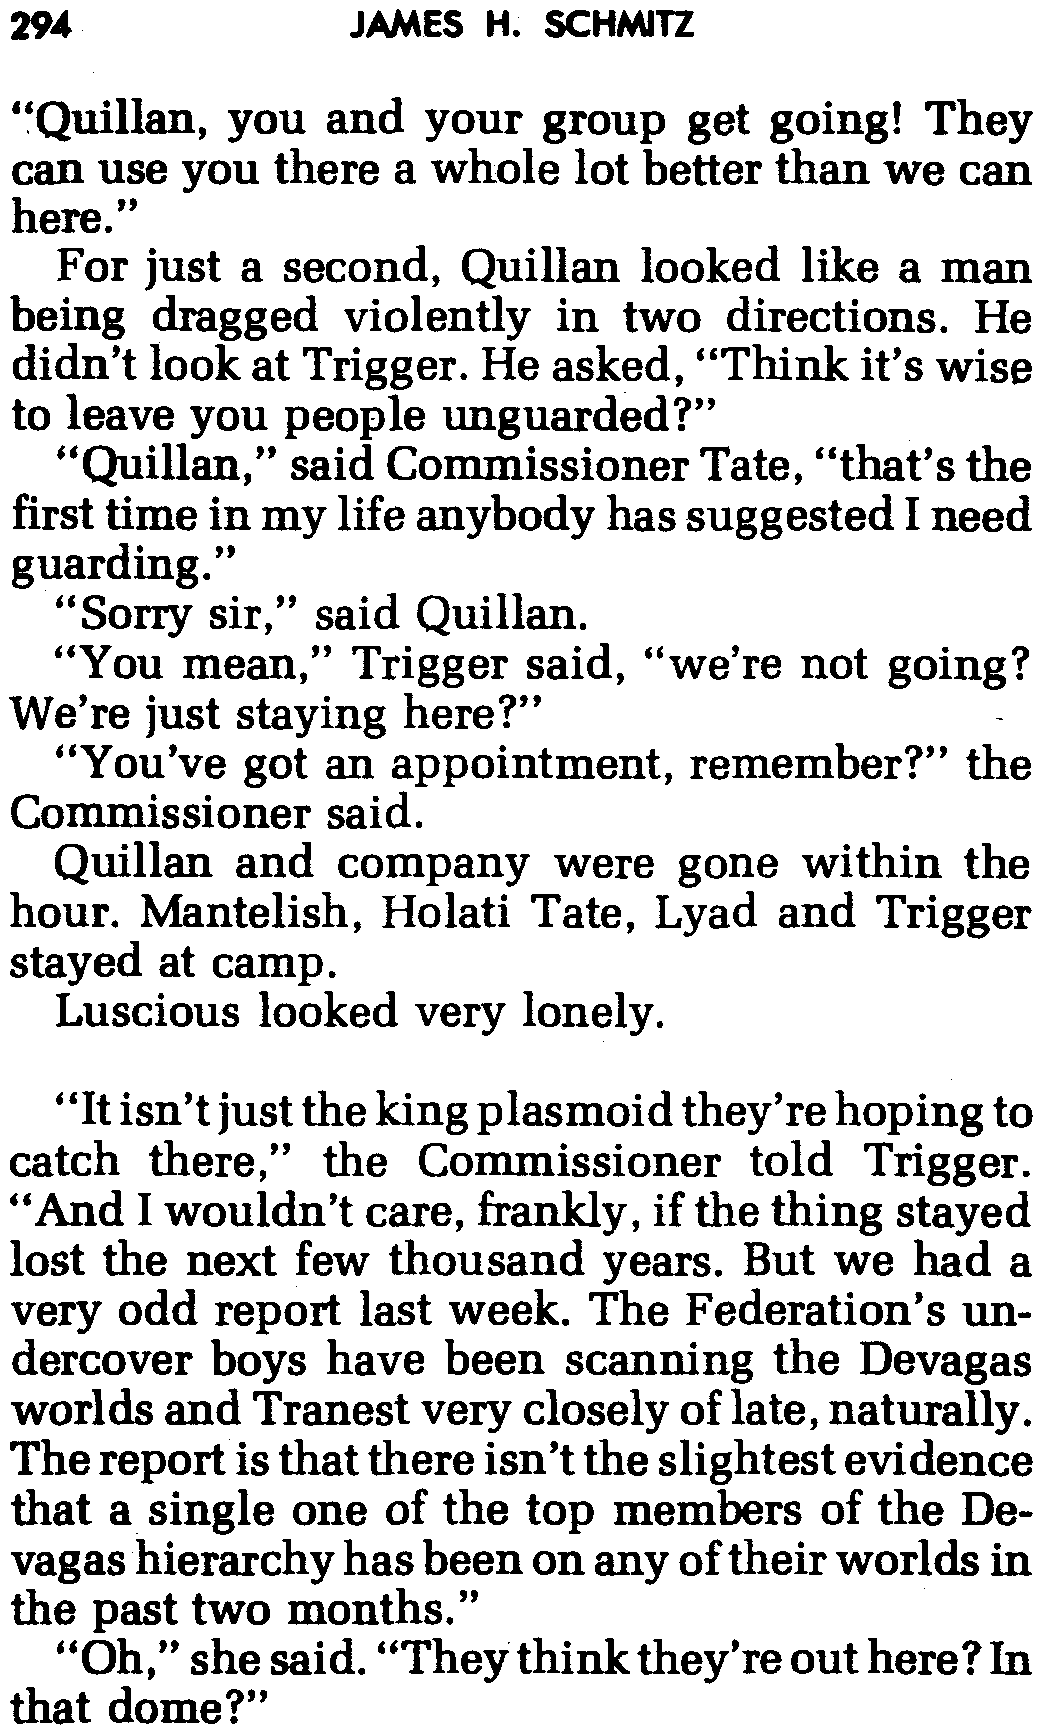 294 JAMES H. SCHMITZ
“Quillan, you and your group get going! They
can use you there a whole lot better than we can
here.”
For just a second, Quillan looked like a man
being dragged violently in two directions. He
didn’t look at Trigger. He asked, “Think it’s wise
to leave you people unguarded?”
“Quillan,” said Commissioner Tate, “that’s the
first time in my life anybody has suggested I need
guarding.”
“Sorry sir,” said Quillan.
“You mean,” Trigger said, “we’re not going?
We’re just staying here?”
“You’ve got an appointment, remember?” the
Commissioner said.
Quillan and company were gone within the
hour. Mantelish, Holati Tate, Lyad and Trigger
stayed at camp.
Luscious looked very lonely.
“It isn’t just the king plasmoid they’re hoping to
catch there,” the Commissioner told Trigger.
“And I wouldn’t care, frankly, if the thing stayed
lost the next few thousand years. But we had a
very odd report last week. The Federation’s un-
dercover boys have been scanning the Devagas
worlds and Tranest very closely of late, naturally.
The report is that there isn’t the slightest evidence
that a single one of the top members of the De-
vagas hierarchy has been on any of their worlds in
the past two months.”
“Oh,” she said. “They think they’re out here? In
that dome?”